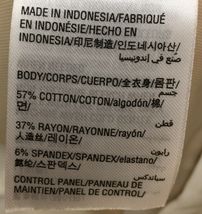 MADE IN INDONESIA/FABRIQUÉ
EN INDONÉSIE/HECHO EN
INDONESIA/印尼制造/인도네시아산/
صنع في إندونيسيا
BODY/CORPS/CUERPO/全衣身/몸판/
جسم
57% COTTON/COTON/algodón/棉/
면/
قطن
37% RAYON/RAYONNE/rayón/
人造丝/레이온/
رايون
6% SPANDEX/SPANDEX/elastano/
氨纶/스판덱스
سباندكس
CONTROL PANEL/PANNEAU DE
MAINTIEN/PANEL DE CONTROL/